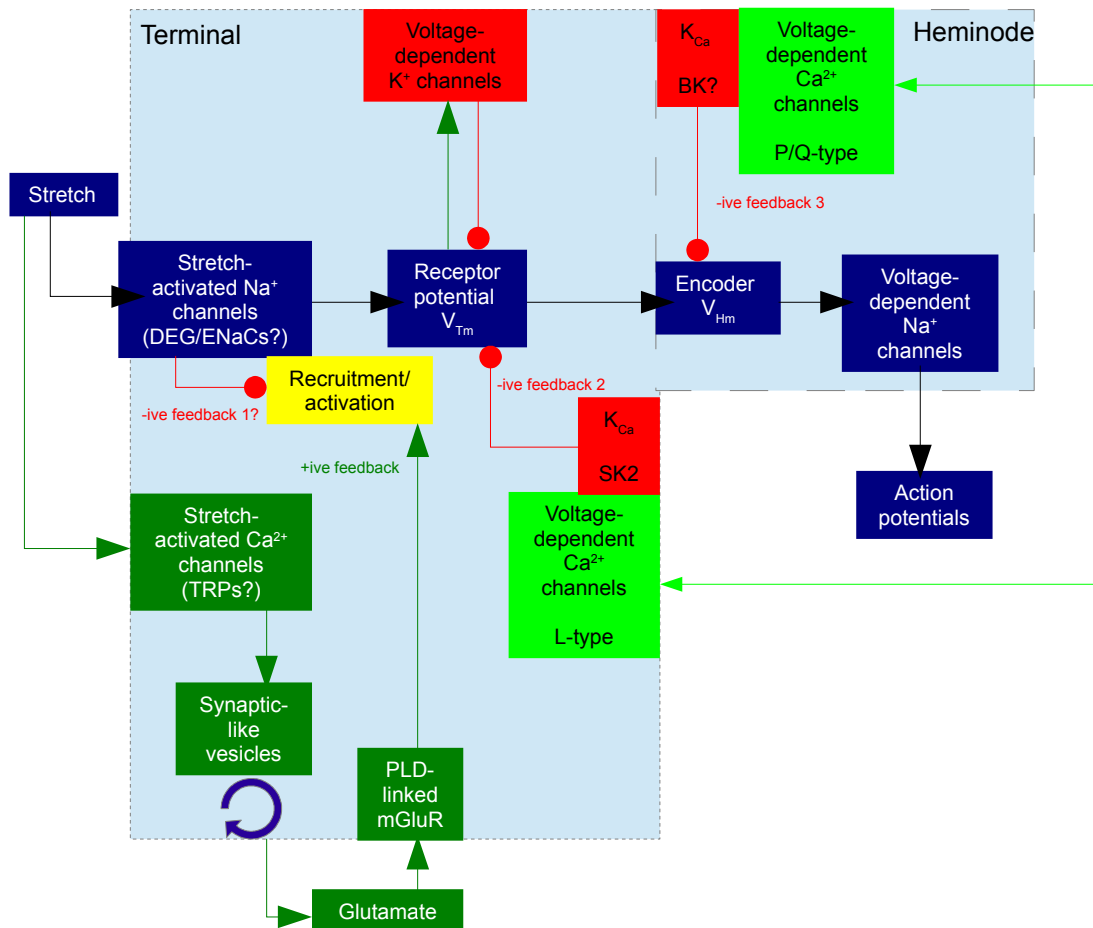 Terminal
Voltage-
dependent
K⁺ channels
K_Ca
BK?
Voltage-
dependent
Ca²⁺
channels
P/Q-type
Heminode
Stretch
-ive feedback 3
Stretch-
activated Na⁺
channels
(DEG/ENaCs?)
Receptor
potential
V_Tm
Encoder
V_Hm
Voltage-
dependent
Na⁺
channels
-ive feedback 1?
Recruitment/
activation
-ive feedback 2
K_Ca
SK2
+ive feedback
Stretch-
activated Ca²⁺
channels
(TRPs?)
Voltage-
dependent
Ca²⁺
channels
L-type
Action
potentials
Synaptic-
like
vesicles
PLD-
linked
mGluR
Glutamate